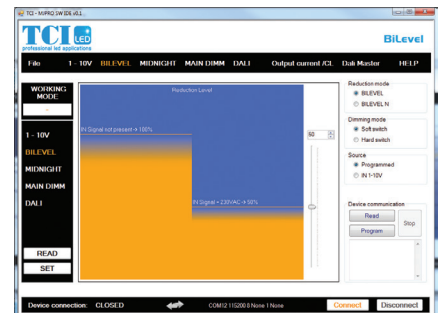 TCI - MiPRO SW IDE v0.1
TCI LED
professional led applications
BiLevel
File 1 - 10V BILEVEL MIDNIGHT MAIN DIMM DALI Output current /CL Dali Master HELP
WORKING MODE
-
1 - 10V
BILEVEL
MIDNIGHT
MAIN DIMM
DALI
READ
SET
Reduction Level
IN Signal not present -> 100%
IN Signal = 230VAC -> 50%
50
Reduction mode
BILEVEL
BILEVEL N
Dimming mode
Soft switch
Hard switch
Source
Programmed
IN 1-10V
Device communication
Read
Program
Stop
Device connection: CLOSED COM12 115200 8 None 1 None Connect Disconnect